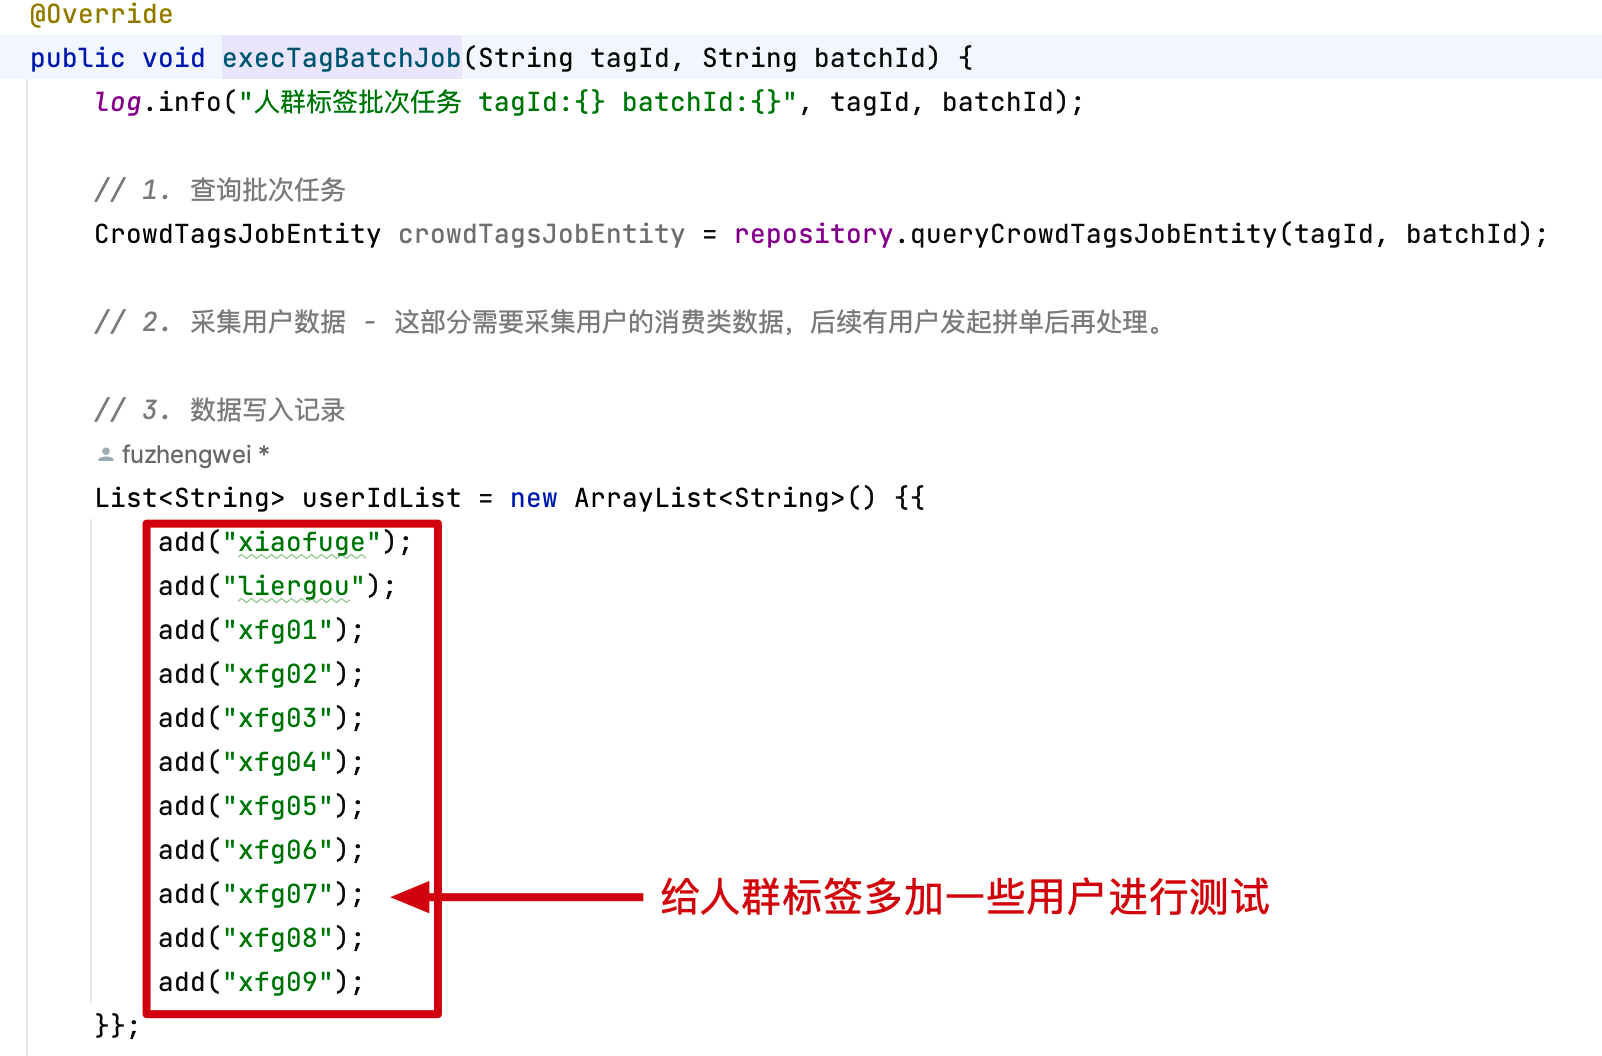 @Override
public void execTagBatchJob(String tagId, String batchId) {
log.info("人群标签批次任务 tagId:{} batchId:{}", tagId, batchId);
// 1. 查询批次任务
CrowdTagsJobEntity crowdTagsJobEntity = repository.queryCrowdTagsJobEntity(tagId, batchId);
// 2. 采集用户数据 - 这部分需要采集用户的消费类数据，后续有用户发起拼单后再处理。
// 3. 数据写入记录
fuzhengwei *
List<String> userIdList = new ArrayList<String>() {{
add("xiaofuge");
add("liergou");
add("xfg01");
add("xfg02");
add("xfg03");
add("xfg04");
add("xfg05");
add("xfg06");
add("xfg07");
给人群标签多加一些用户进行测试
add("xfg08");
add("xfg09");
}};